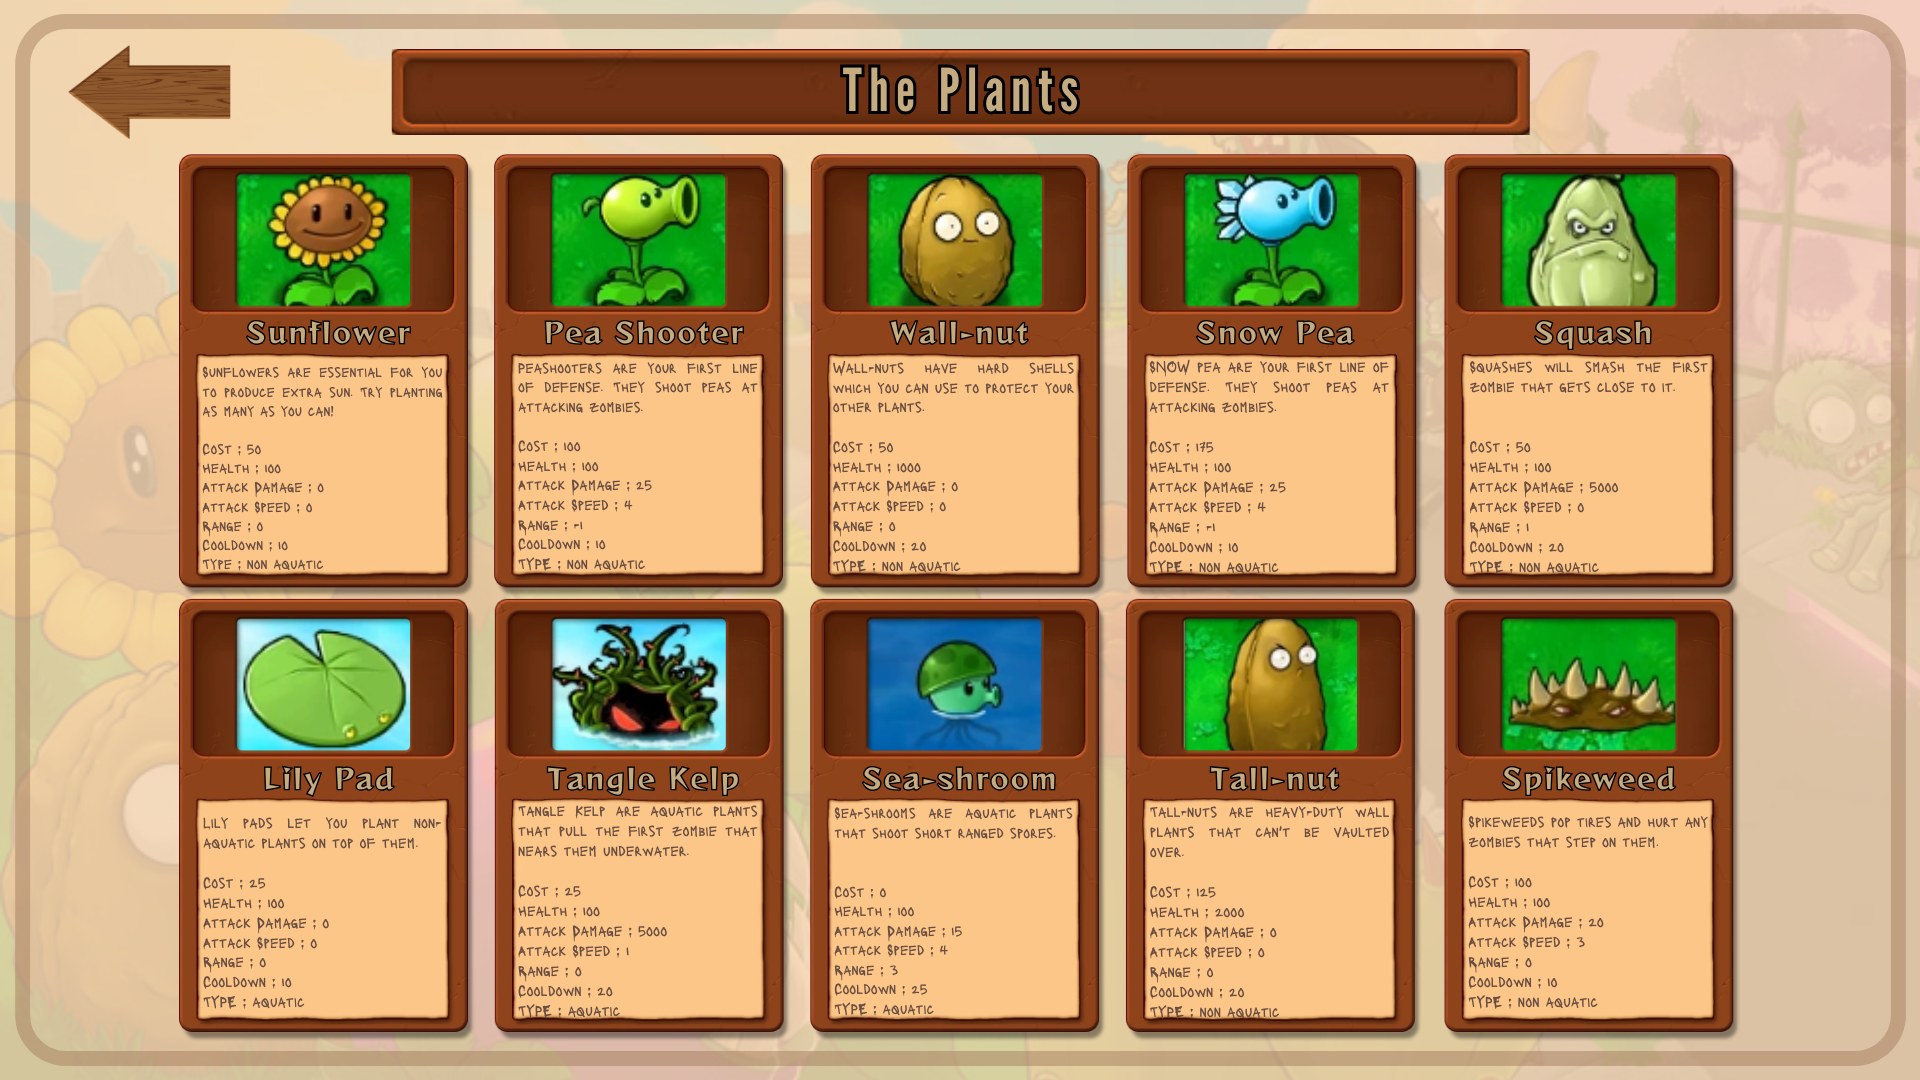 The Plants
Sunflower
SUNFLOWERS ARE ESSENTIAL FOR YOU
TO PRODUCE EXTRA SUN. TRY PLANTING
AS MANY AS YOU CAN!
COST : 50
HEALTH : 100
ATTACK DAMAGE : 0
ATTACK SPEED : 0
RANGE : 0
COOLDOWN : 10
TYPE : NON AQUATIC
Pea Shooter
PEASHOOTERS ARE YOUR FIRST LINE
OF DEFENSE. THEY SHOOT PEAS AT
ATTACKING ZOMBIES.
COST : 100
HEALTH : 100
ATTACK DAMAGE : 25
ATTACK SPEED : 4
RANGE : -1
COOLDOWN : 10
TYPE : NON AQUATIC
Wall-nut
WALL-NUTS HAVE HARD SHELLS
WHICH YOU CAN USE TO PROTECT YOUR
OTHER PLANTS.
COST : 50
HEALTH : 1000
ATTACK DAMAGE : 0
ATTACK SPEED : 0
RANGE : 0
COOLDOWN : 20
TYPE : NON AQUATIC
Snow Pea
SNOW PEA ARE YOUR FIRST LINE OF
DEFENSE. THEY SHOOT PEAS AT
ATTACKING ZOMBIES.
COST : 175
HEALTH : 100
ATTACK DAMAGE : 25
ATTACK SPEED : 4
RANGE : -1
COOLDOWN : 10
TYPE : NON AQUATIC
Squash
SQUASHES WILL SMASH THE FIRST
ZOMBIE THAT GETS CLOSE TO IT.
COST : 50
HEALTH : 100
ATTACK DAMAGE : 5000
ATTACK SPEED : 0
RANGE : 1
COOLDOWN : 20
TYPE : NON AQUATIC
Lily Pad
LILY PADS LET YOU PLANT NON-
AQUATIC PLANTS ON TOP OF THEM.
COST : 25
HEALTH : 100
ATTACK DAMAGE : 0
ATTACK SPEED : 0
RANGE : 0
COOLDOWN : 10
TYPE : AQUATIC
Tangle Kelp
TANGLE KELP ARE AQUATIC PLANTS
THAT PULL THE FIRST ZOMBIE THAT
NEARS THEM UNDERWATER.
COST : 25
HEALTH : 100
ATTACK DAMAGE : 5000
ATTACK SPEED : 1
RANGE : 0
COOLDOWN : 20
TYPE : AQUATIC
Sea-shroom
SEA-SHROOMS ARE AQUATIC PLANTS
THAT SHOOT SHORT RANGED SPORES.
COST : 0
HEALTH : 100
ATTACK DAMAGE : 15
ATTACK SPEED : 4
RANGE : 3
COOLDOWN : 25
TYPE : AQUATIC
Tall-nut
TALL-NUTS ARE HEAVY-DUTY WALL
PLANTS THAT CAN'T BE VAULTED
OVER.
COST : 125
HEALTH : 2000
ATTACK DAMAGE : 0
ATTACK SPEED : 0
RANGE : 0
COOLDOWN : 20
TYPE : NON AQUATIC
Spikeweed
SPIKEWEEDS POP TIRES AND HURT ANY
ZOMBIES THAT STEP ON THEM.
COST : 100
HEALTH : 100
ATTACK DAMAGE : 20
ATTACK SPEED : 3
RANGE : 0
COOLDOWN : 10
TYPE : NON AQUATIC